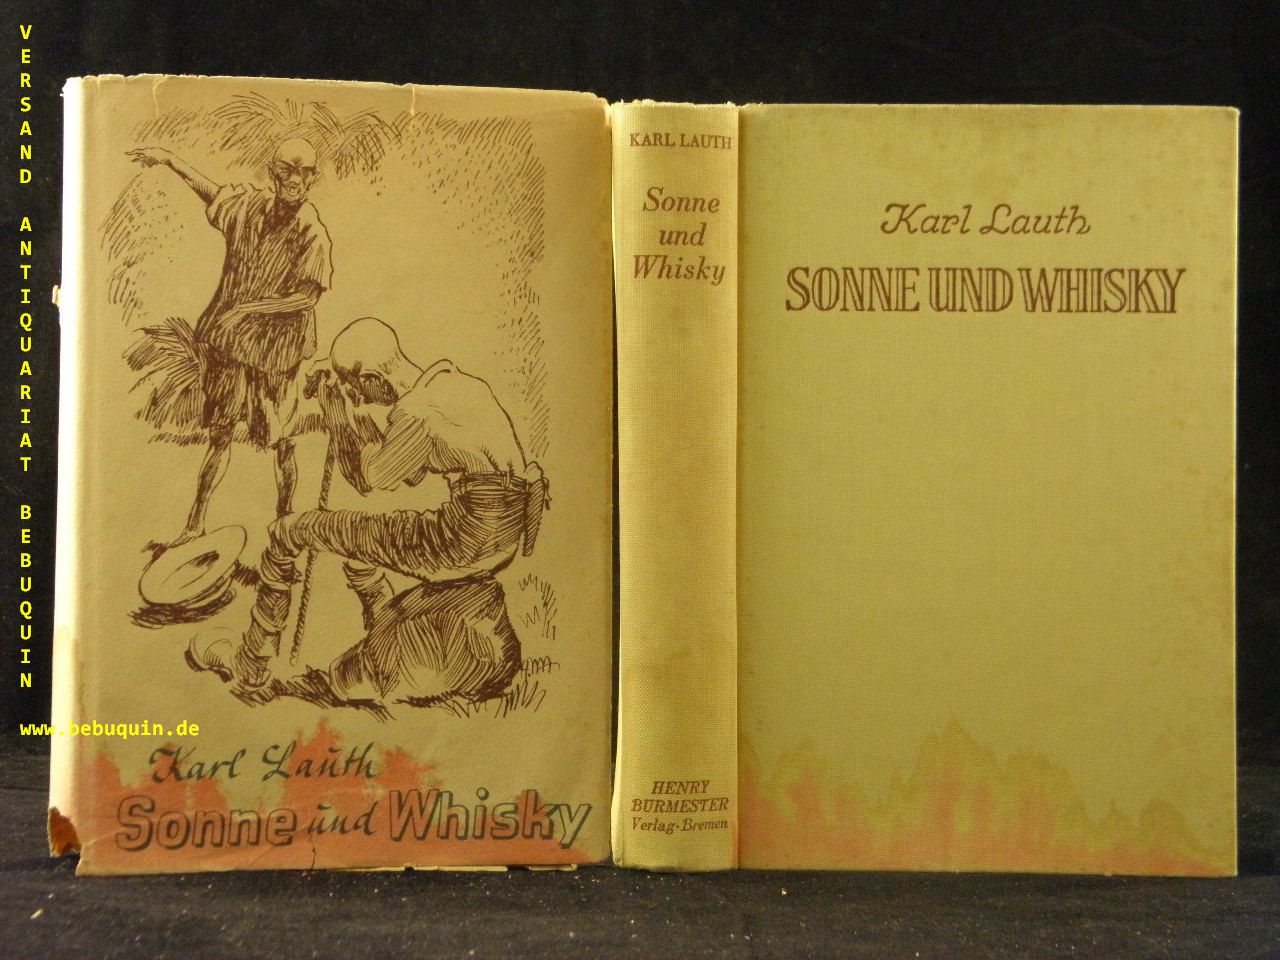 VERSAND ANTIQUARIAT BEBUQUIN
www.bebuquin.de
Karl Lauth
Sonne und Whisky
KARL LAUTH
Sonne
und
Whisky
HENRY
BURMESTER
Verlag·Bremen
Karl Lauth
SONNE UND WHISKY